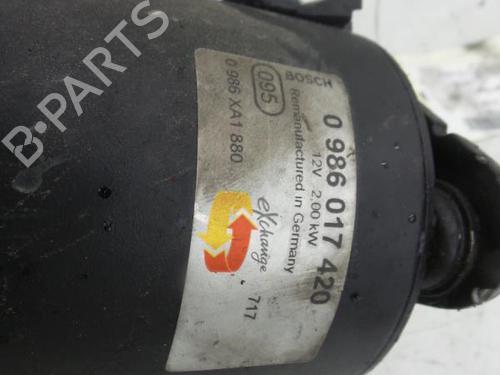 BOSCH
0 986 017 420
12V 2,00 kW
Remanufactured in Germany
095
0 986 XA1 880
eXchange
717
B-PARTS